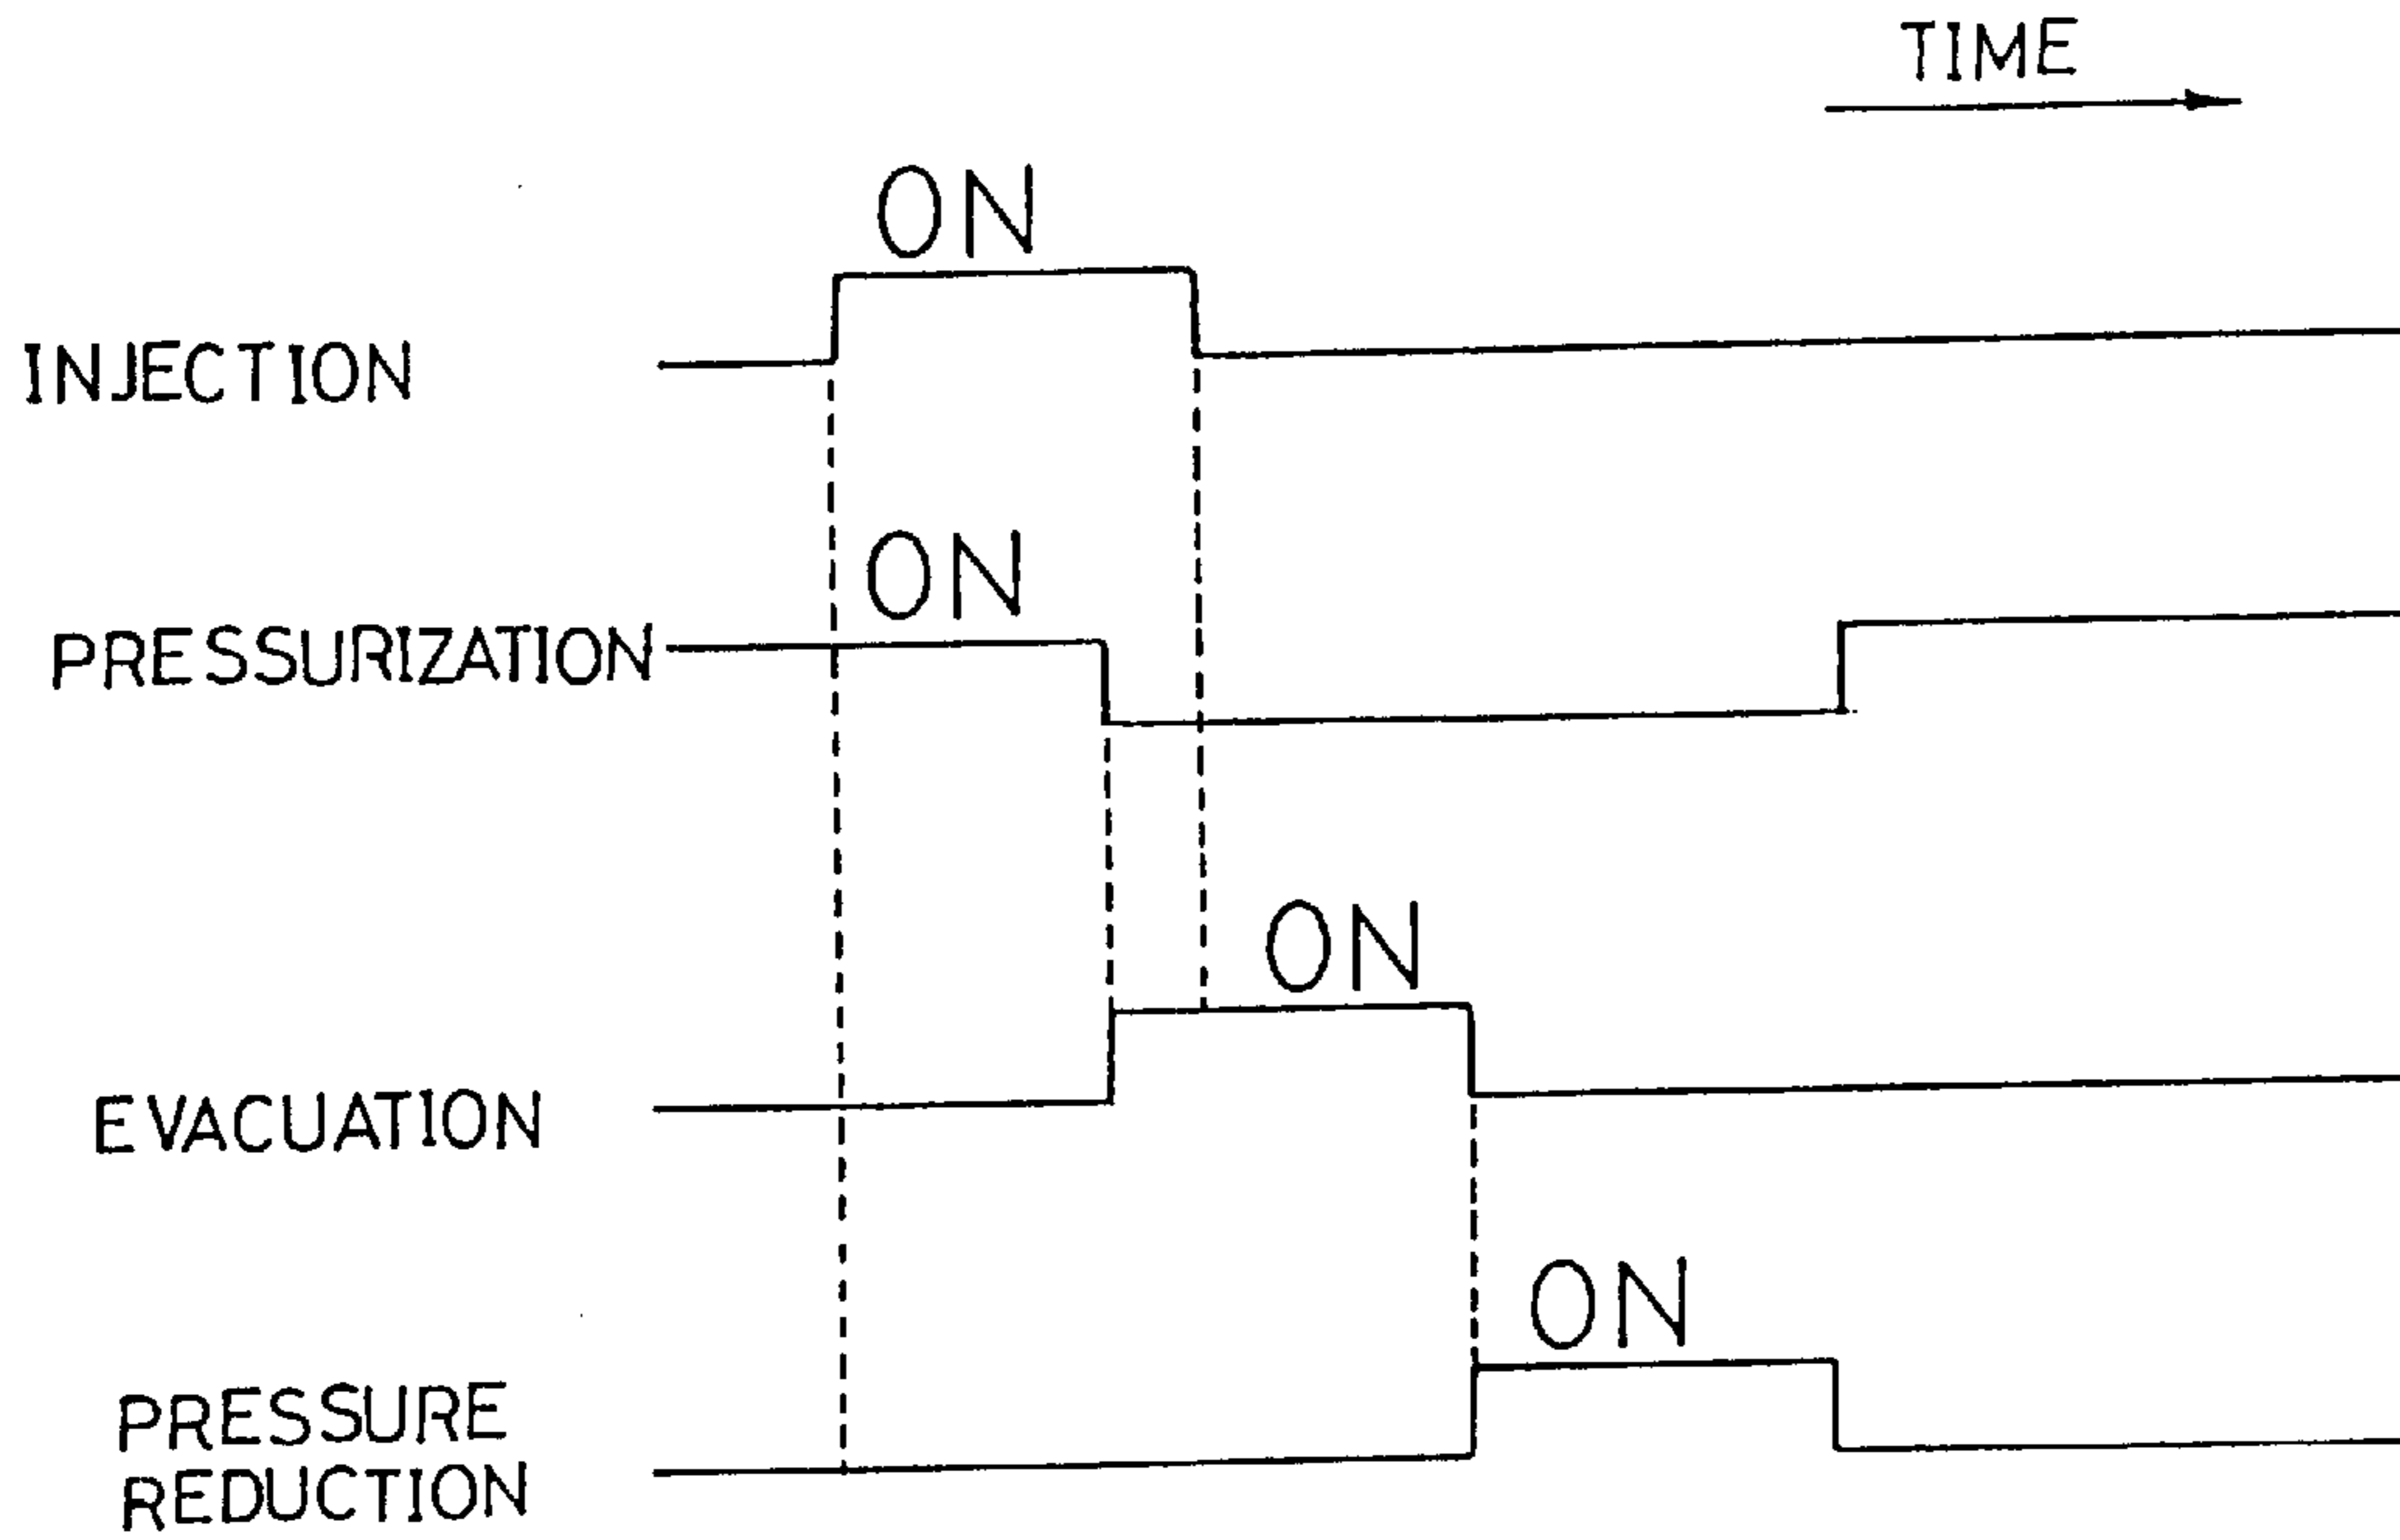 TIME
ON
INJECTION
ON
PRESSURIZATION
ON
EVACUATION
ON
PRESSURE
REDUCTION